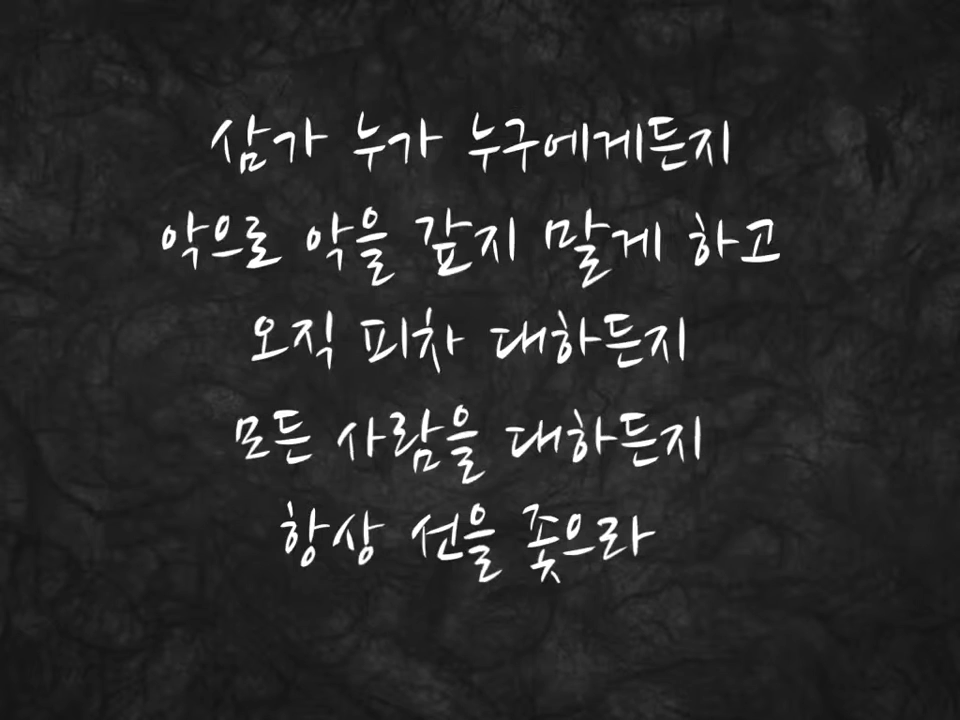 삼가 누가 누구에게든지
악으로 악을 갚지 말게 하고
오직 피차 대하든지
모든 사람을 대하든지
항상 선을 좇으라